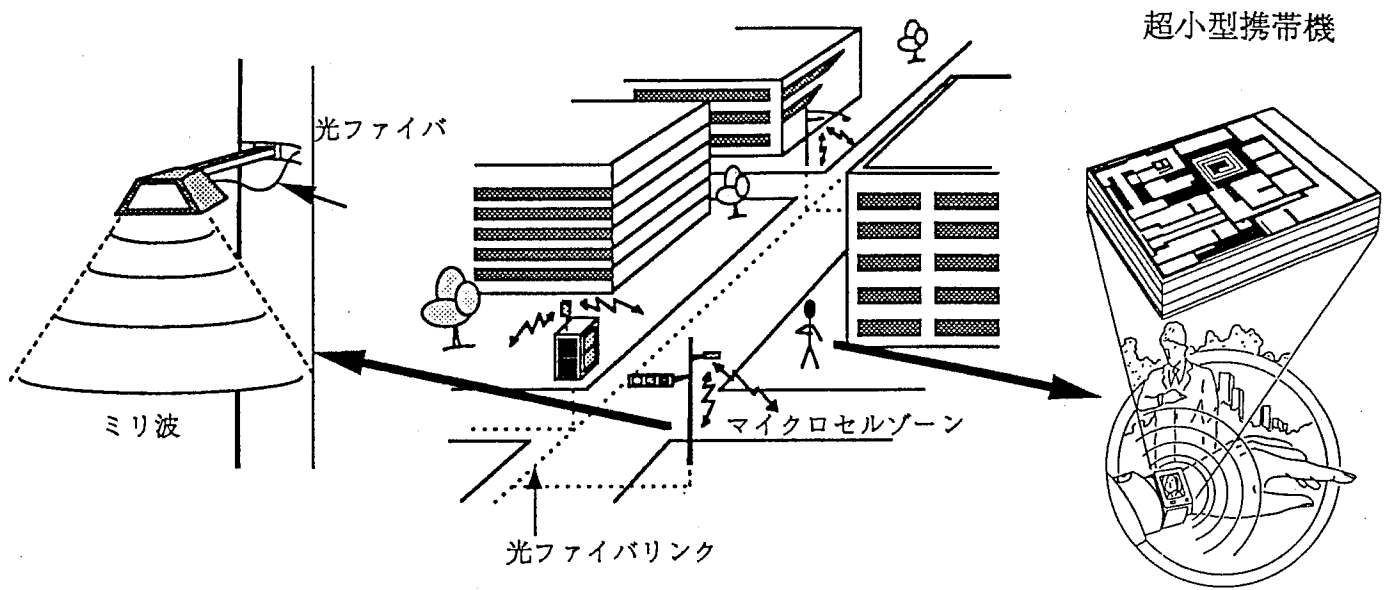 超小型携帯機
光ファイバ
ミリ波
マイクロセルゾーン
光ファイバリンク